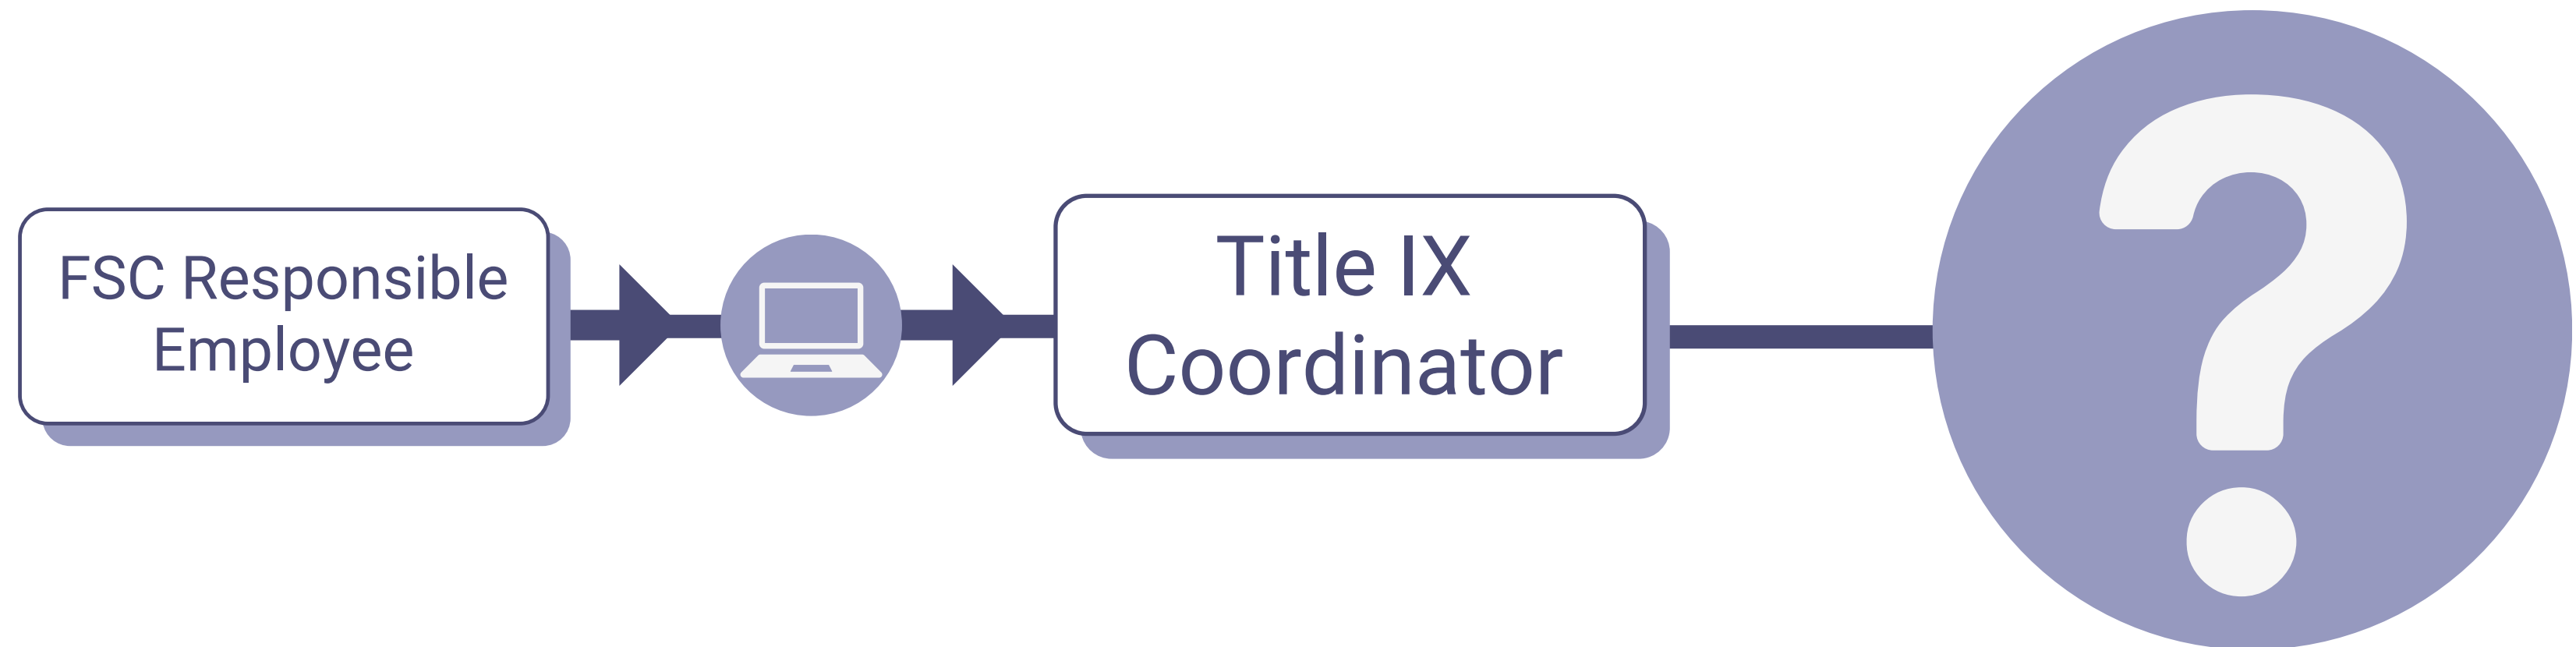 FSC Responsible
Employee
Title IX
Coordinator
?